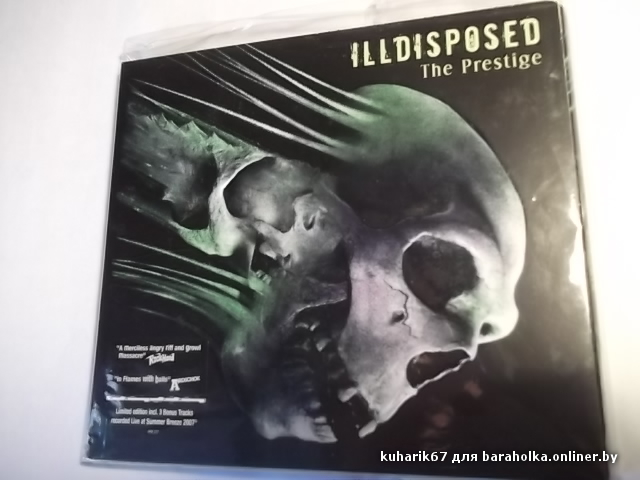 ILLDISPOSED
The Prestige
"A Merciless Angry Riff and Growl
Massacre"
"In Flames With balls"
Limited edition incl. 3 Bonus Tracks
recorded Live at Summer Breeze 2007"
kuharik67 для baraholka.onliner.by